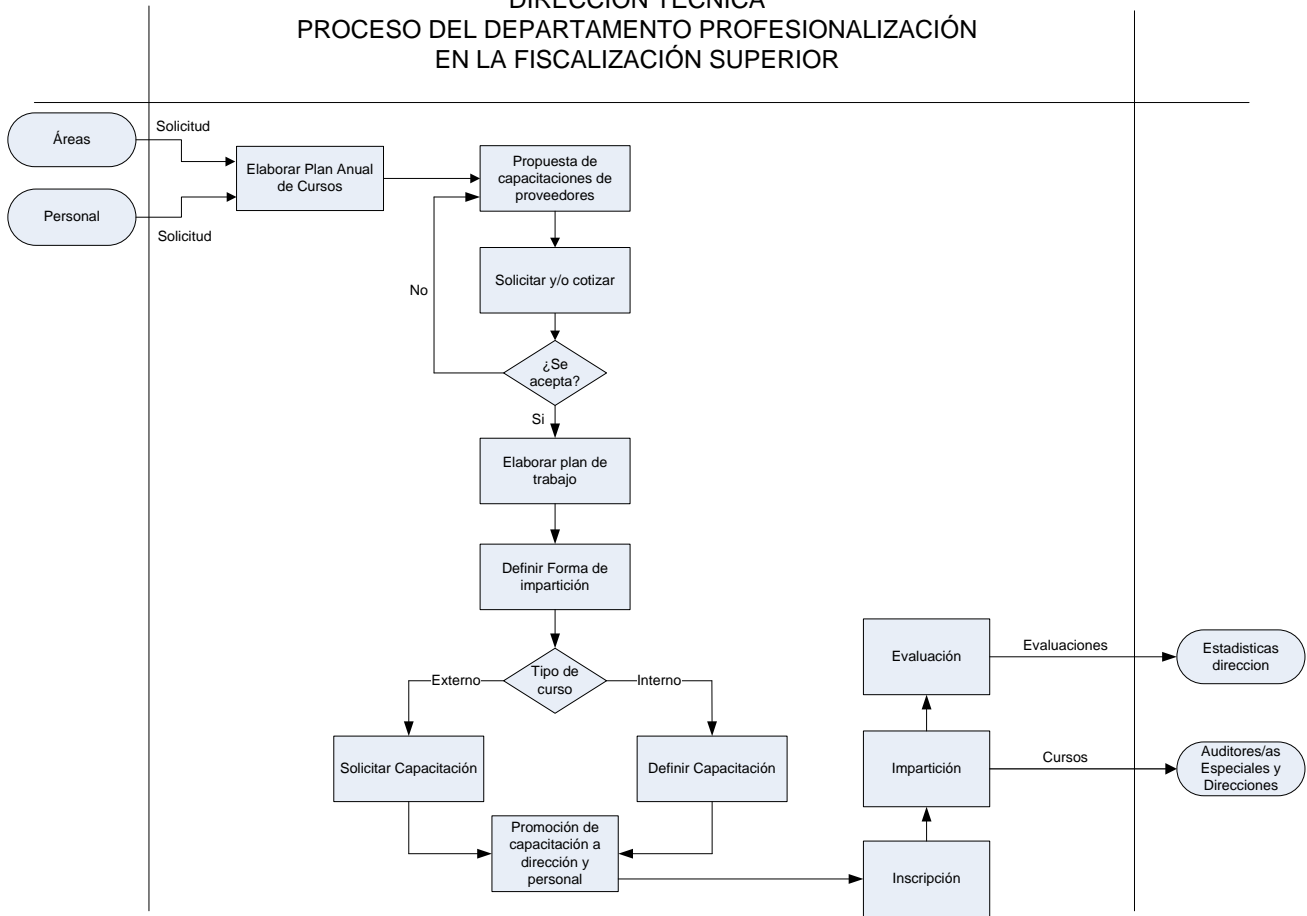 DIRECCIÓN TÉCNICA
PROCESO DEL DEPARTAMENTO PROFESIONALIZACIÓN
EN LA FISCALIZACIÓN SUPERIOR
Áreas
Solicitud
Personal
Solicitud
Elaborar Plan Anual
de Cursos
Propuesta de
capacitaciones de
proveedores
Solicitar y/o cotizar
No
¿Se
acepta?
Si
Elaborar plan de
trabajo
Definir Forma de
impartición
Tipo de
curso
Externo
Interno
Solicitar Capacitación
Definir Capacitación
Promoción de
capacitación a
dirección y
personal
Inscripción
Impartición
Cursos
Auditores/as
Especiales y
Direcciones
Evaluación
Evaluaciones
Estadisticas
direccion